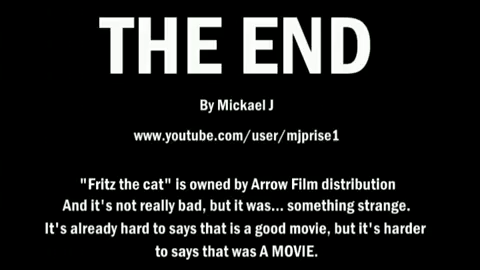 THE END
By Mickael J
www.youtube.com/user/mjprise1
"Fritz the cat" is owned by Arrow Film distribution
And it's not really bad, but it was... something strange.
It's already hard to says that is a good movie, but it's harder
to says that was A MOVIE.